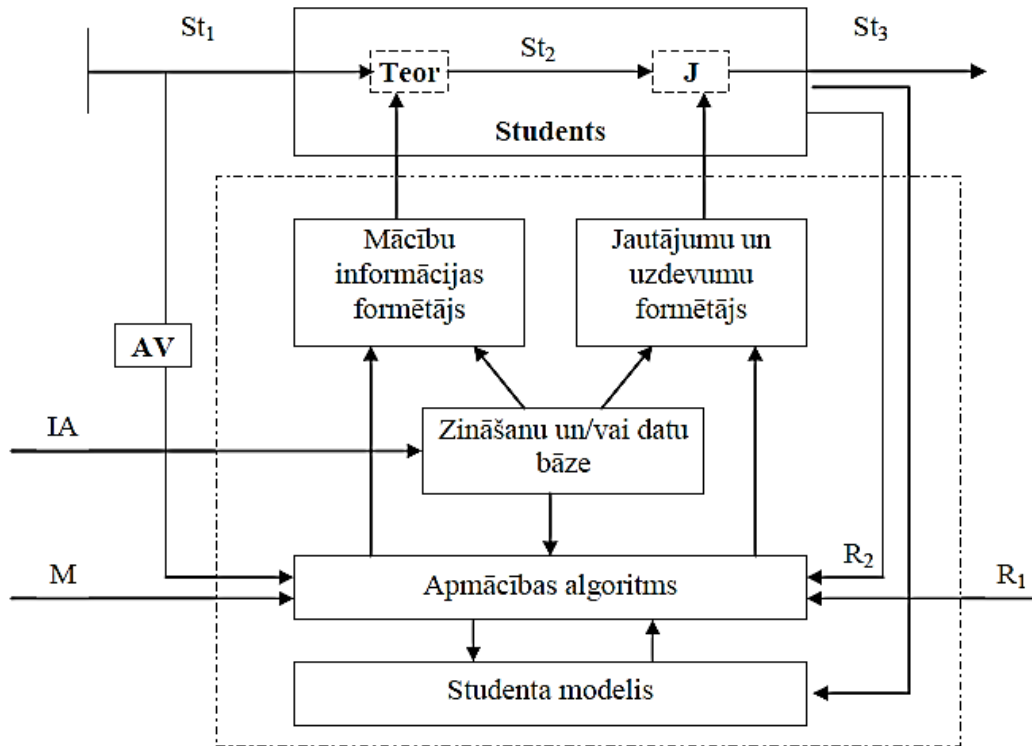 St₁
St₂
St₃
Teor
J
Students
Mācību
informācijas
formētājs
Jautājumu un
uzdevumu
formētājs
AV
IA
Zināšanu un/vai datu
bāze
M
Apmācības algoritms
R₂
R₁
Studenta modelis